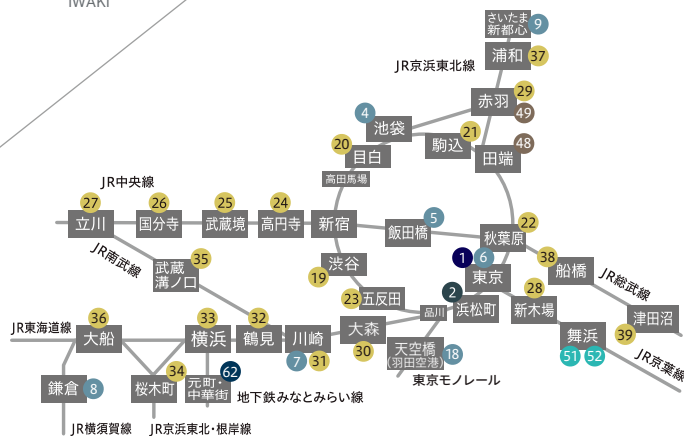 IWAKI
さいたま
新都心
9
浦和
37
JR京浜東北線
赤羽
29
49
4
池袋
20
目白
駒込
21
田端
48
高田馬場
JR中央線
27
立川
26
国分寺
25
武蔵境
24
高円寺
新宿
飯田橋
5
秋葉原
22
JR南武線
武蔵
溝ノ口
35
渋谷
19
1
6
東京
38
船橋
JR総武線
23
五反田
2
品川
浜松町
28
新木場
津田沼
39
36
JR東海道線
大船
33
横浜
32
鶴見
川崎
7
31
大森
30
天空橋
(羽田空港)
18
舞浜
51
52
JR京葉線
東京モノレール
鎌倉
8
34
桜木町
62
元町・
中華街
地下鉄みなとみらい線
JR横須賀線
JR京浜東北・根岸線